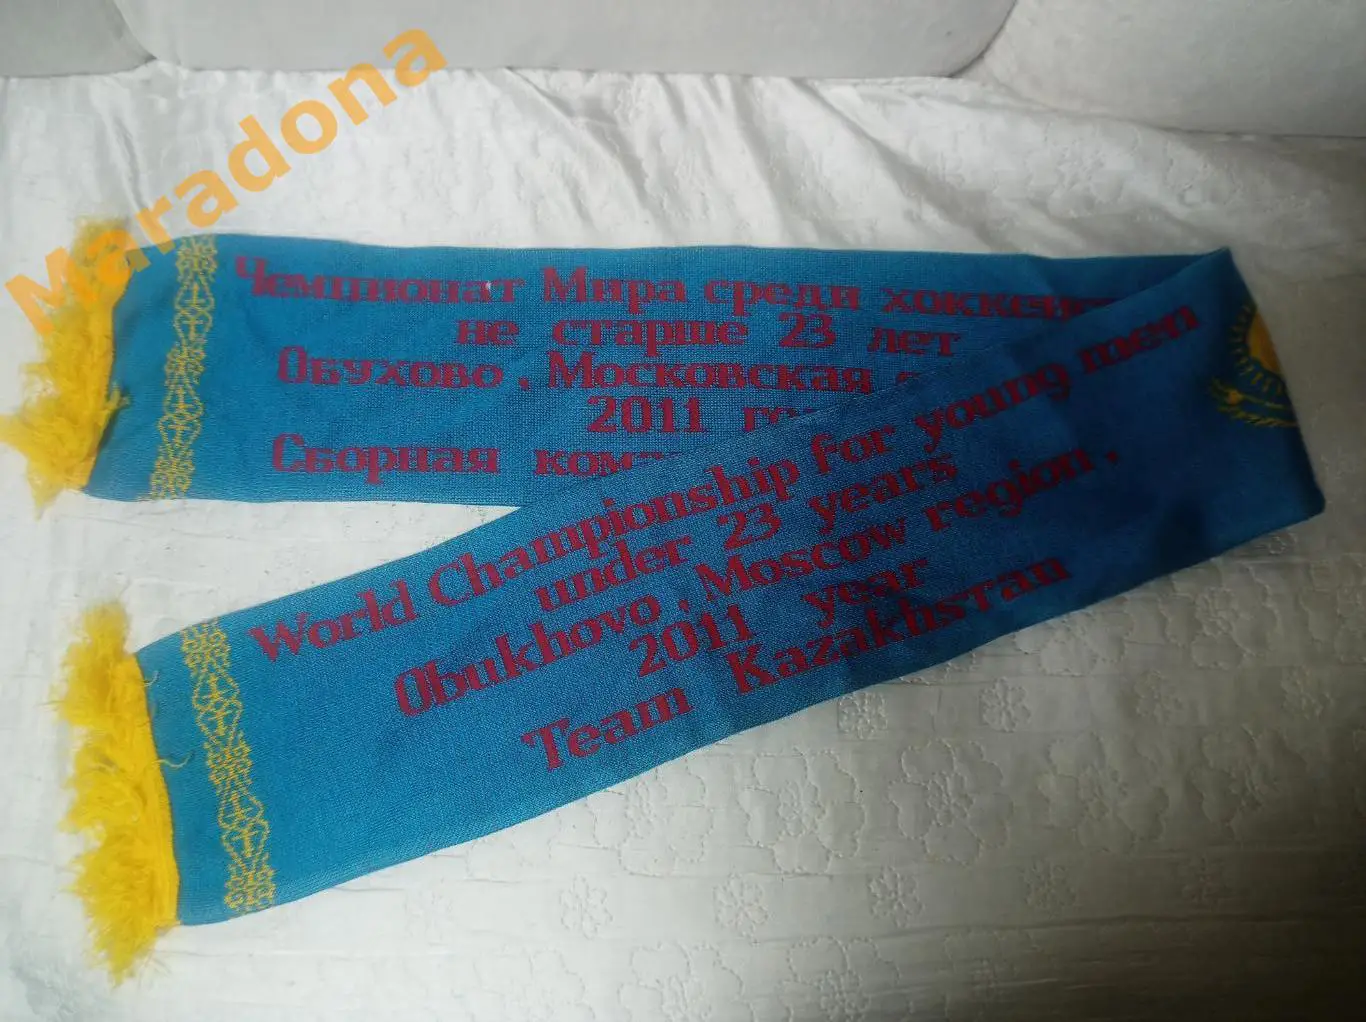 Maradona
Чемпионат Мира среди
не старше 23 лет
Обухово, Московская
2011
Сборная
World Championship for young men
under 23 years
Obukhovo, Moscow region,
2011 year
Team Kazakhstan